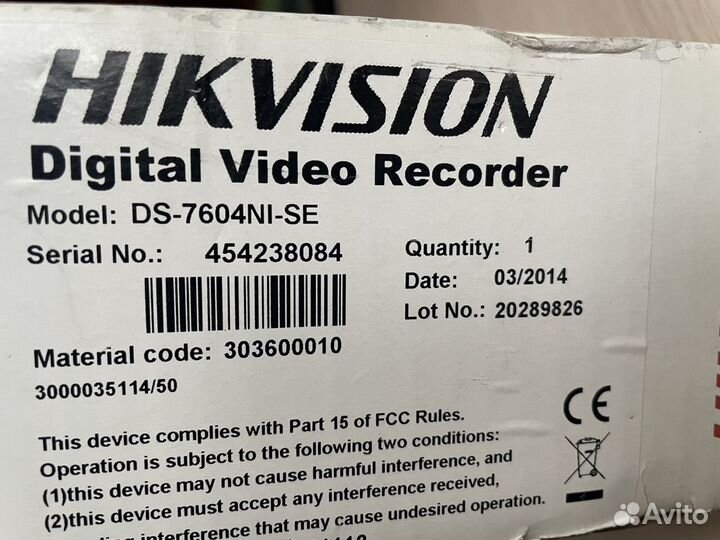 HIKVISION
Digital Video Recorder
Model: DS-7604NI-SE
Serial No.: 454238084
Quantity: 1
Date: 03/2014
Lot No.: 20289826
Material code: 303600010
3000035114/50
CE
This device complies with Part 15 of FCC Rules.
Operation is subject to the following two conditions:
(1)this device may not cause harmful interference, and
(2)this device must accept any interference received,
interference that may cause undesired operation.
Avito